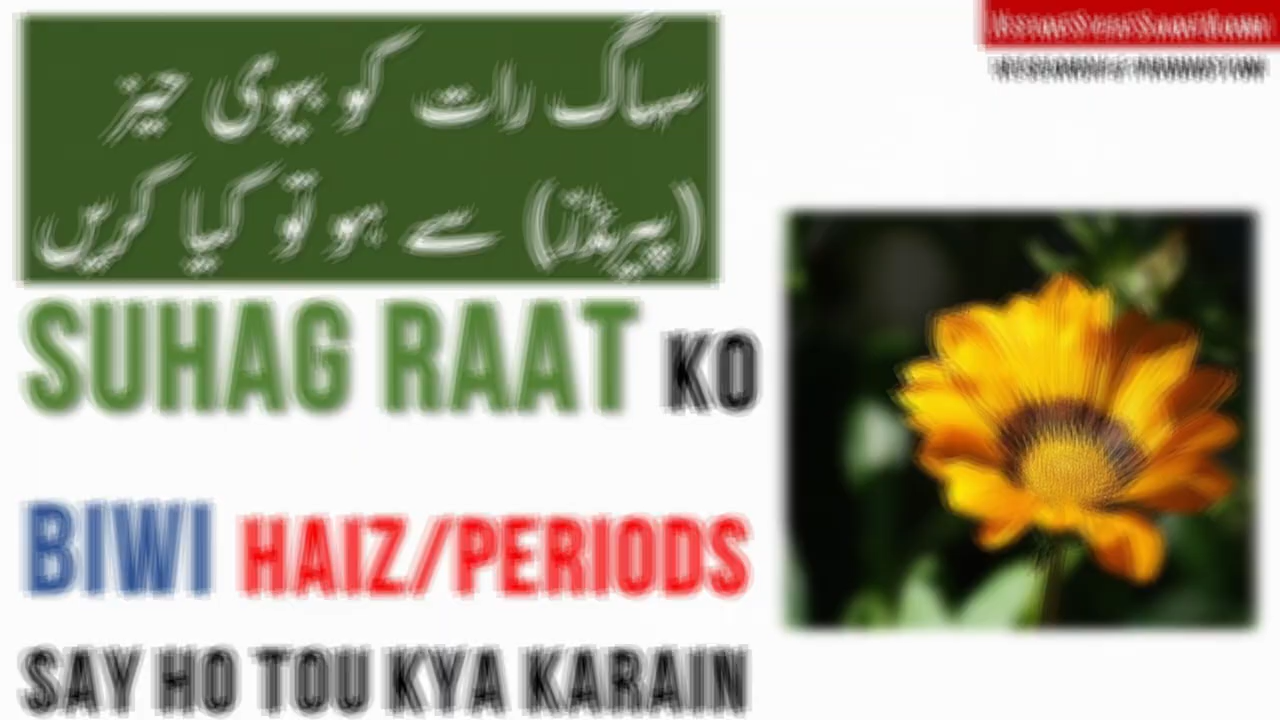 سہاگ رات کو بیوی حیز
(پیریڈز) سے ہو تو کیا کریں
SUHAG RAAT KO
BIWI HAIZ/PERIODS
SAY HO TOU KYA KARAIN